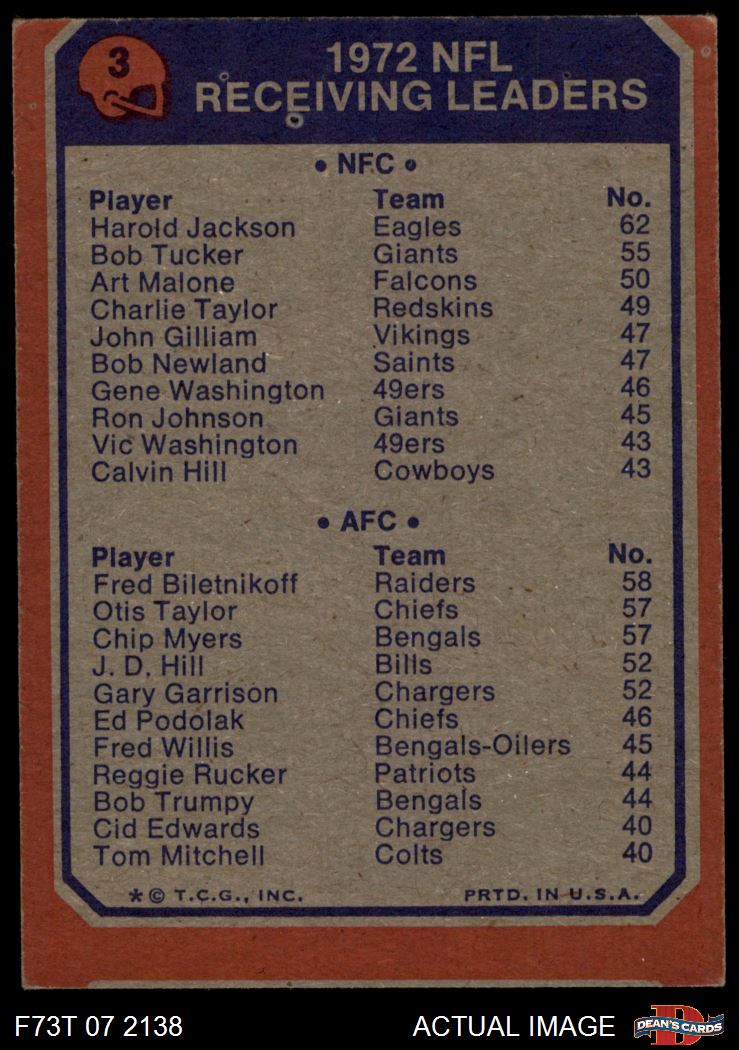 3
1972 NFL
RECEIVING LEADERS
• NFC •
Player Team No.
Harold Jackson Eagles 62
Bob Tucker Giants 55
Art Malone Falcons 50
Charlie Taylor Redskins 49
John Gilliam Vikings 47
Bob Newland Saints 47
Gene Washington 49ers 46
Ron Johnson Giants 45
Vic Washington 49ers 43
Calvin Hill Cowboys 43
• AFC •
Player Team No.
Fred Biletnikoff Raiders 58
Otis Taylor Chiefs 57
Chip Myers Bengals 57
J. D. Hill Bills 52
Gary Garrison Chargers 52
Ed Podolak Chiefs 46
Fred Willis Bengals-Oilers 45
Reggie Rucker Patriots 44
Bob Trumpy Bengals 44
Cid Edwards Chargers 40
Tom Mitchell Colts 40
*© T.C.G., INC. PRTD. IN U.S.A.
F73T 07 2138 ACTUAL IMAGE D DEAN'S CARDS